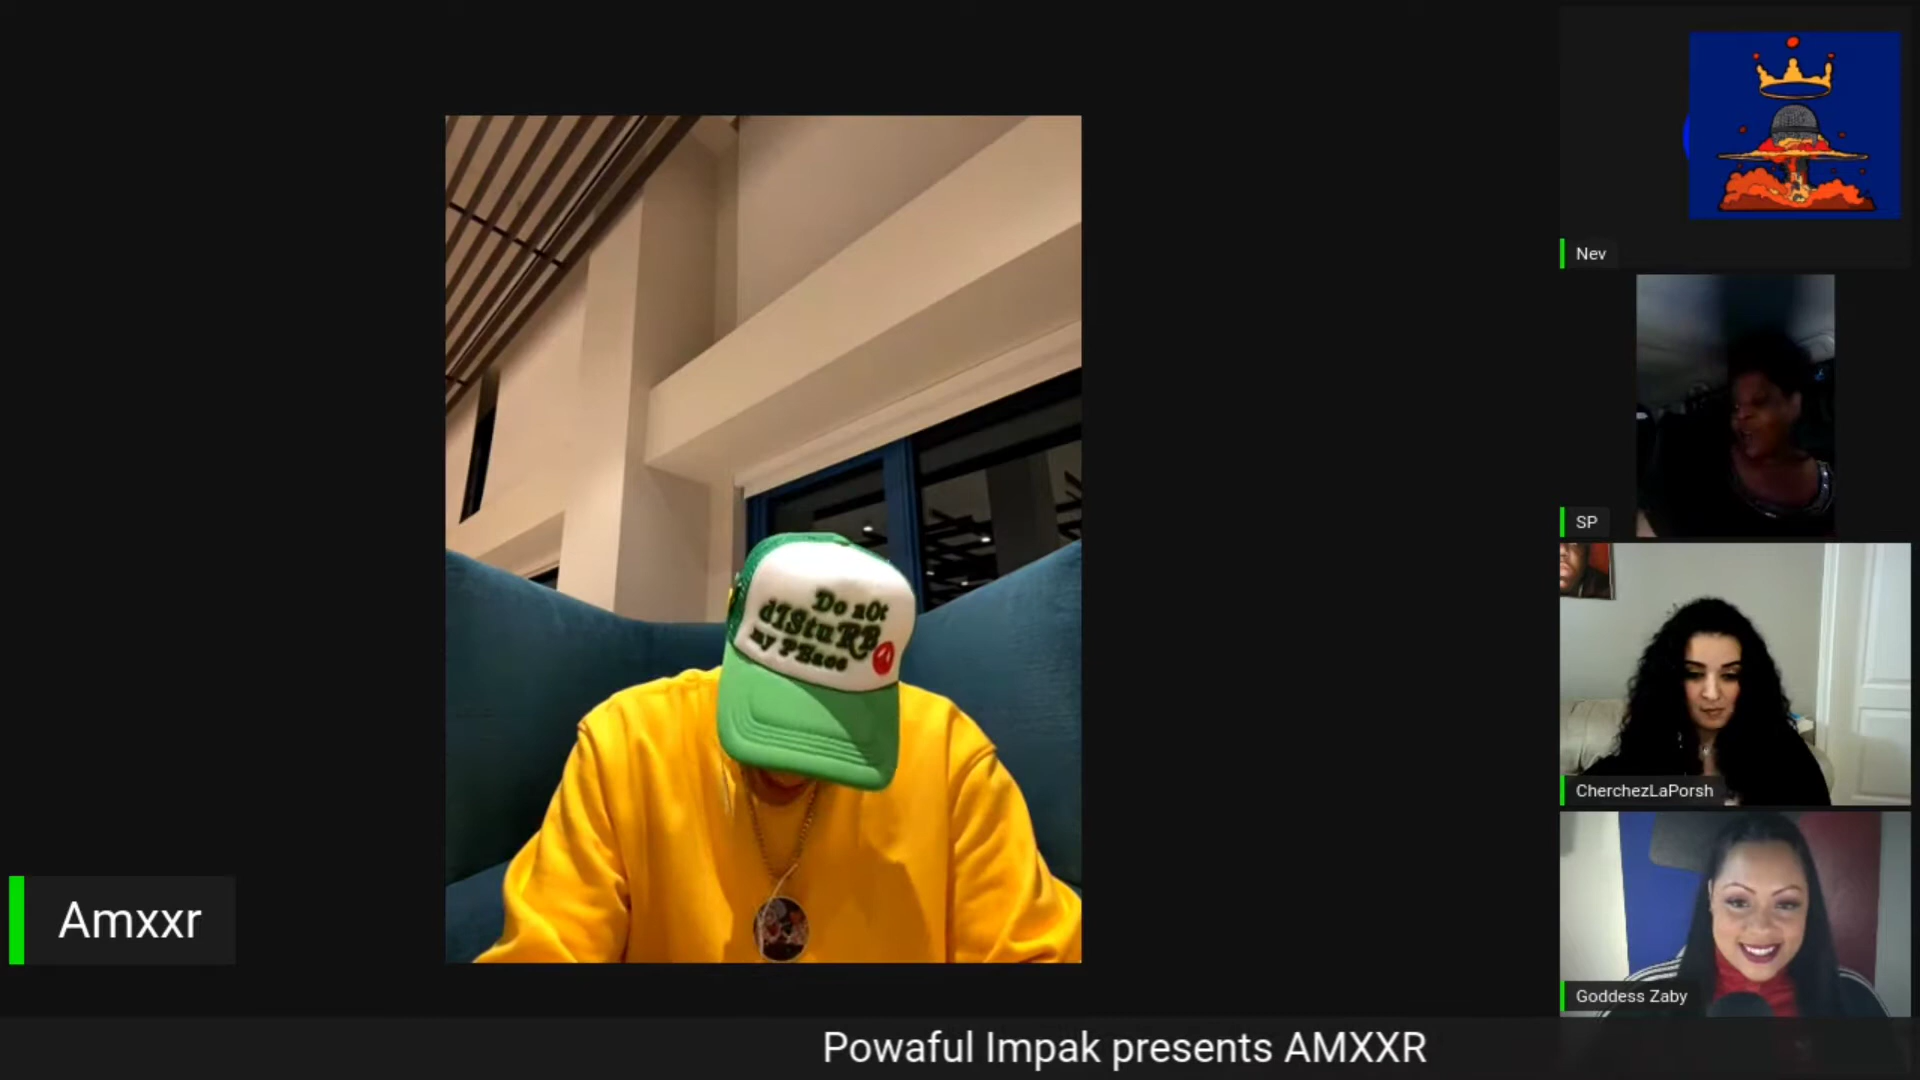 Nev
SP
Do nOt
dIStuRB
my PEace
CherchezLaPorsh
Amxxr
Goddess Zaby
Powaful Impak presents AMXXR